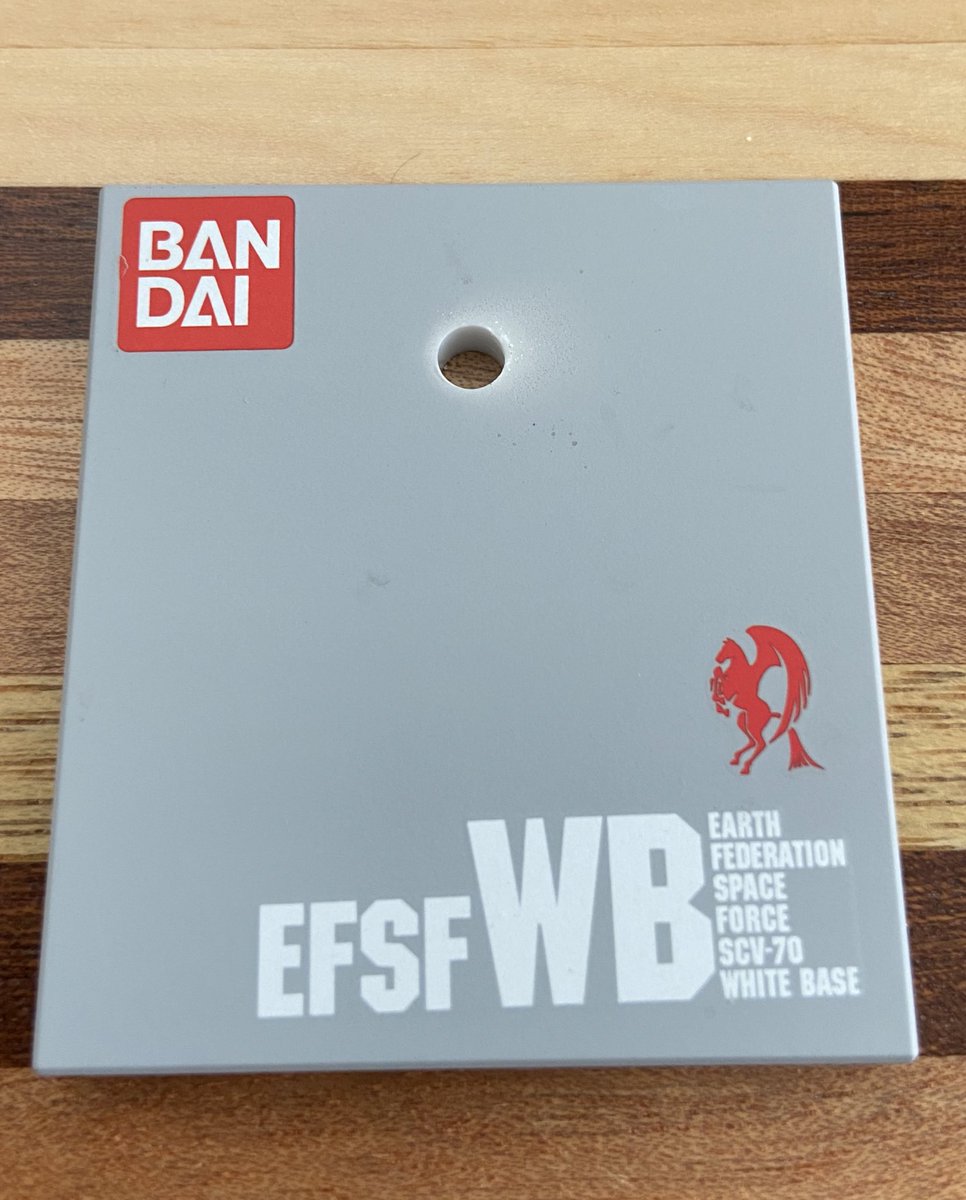 BAN
DAI
EFSF WB
EARTH
FEDERATION
SPACE
FORCE
SCV-70
WHITE BASE